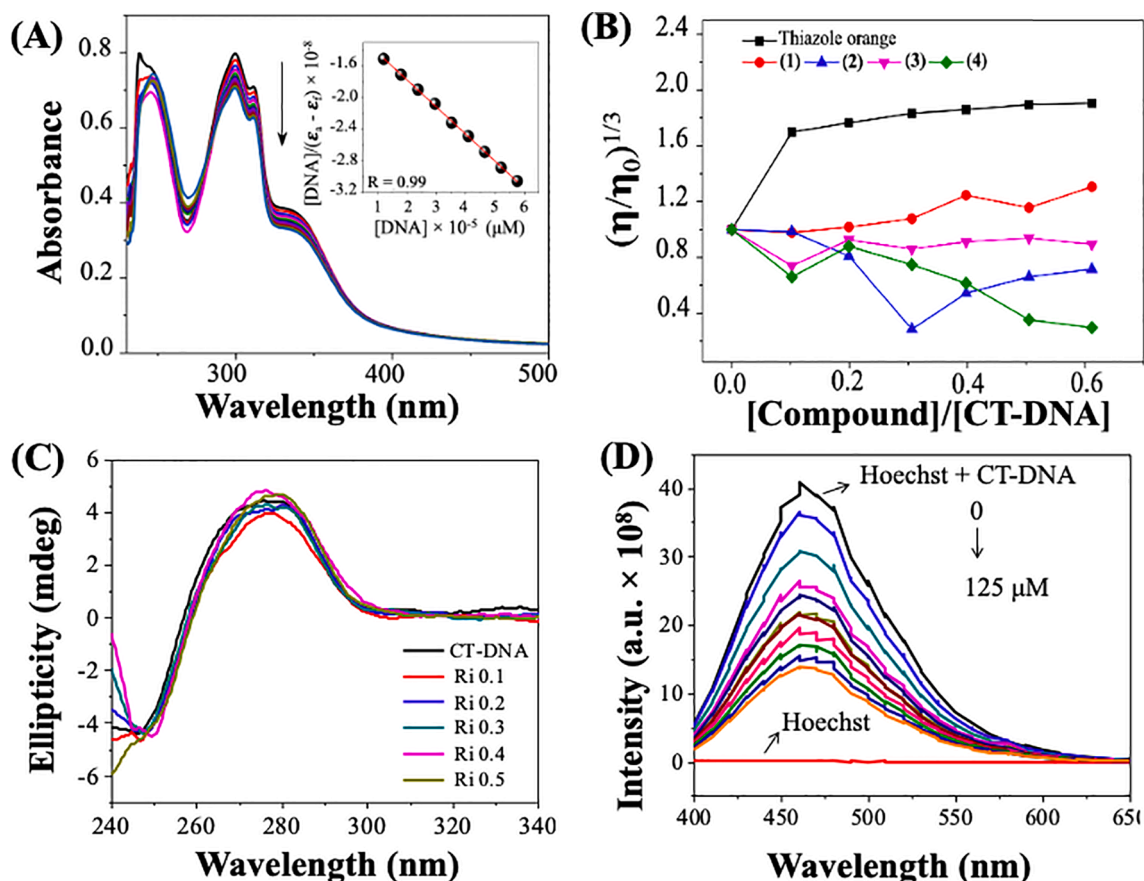 (A)
Absorbance
0.8
0.6
0.4
0.2
0.0
300
400
500
Wavelength (nm)
[DNA]/(εa - εf) × 10-8
-1.6
-2.0
-2.4
-2.8
-3.2
R = 0.99
1 2 3 4 5 6
[DNA] × 10-5 (μM)
(B)
(η/η0)1/3
2.0
1.6
1.2
0.8
0.4
Thiazole orange
(1) (2) (3) (4)
0.0 0.2 0.4 0.6
[Compound]/[CT-DNA]
(C)
Ellipticity (mdeg)
6
4
2
0
-2
-4
-6
CT-DNA
Ri 0.1
Ri 0.2
Ri 0.3
Ri 0.4
Ri 0.5
240 260 280 300 320 340
Wavelength (nm)
(D)
Intensity (a.u. × 108)
40
30
20
10
0
Hoechst + CT-DNA
0
125 μM
Hoechst
400 450 500 550 600 650
Wavelength (nm)